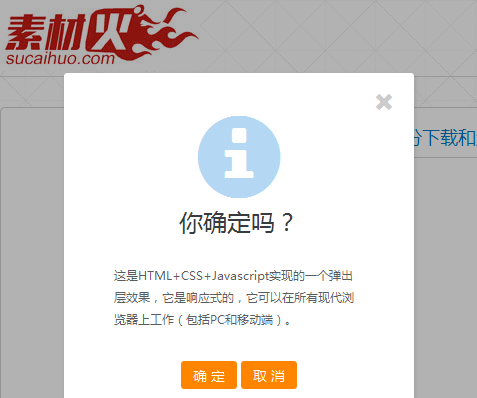 素材火
sucaihuo.com
份下载和
你确定吗？
这是HTML+CSS+Javascript实现的一个弹出
层效果，它是响应式的，它可以在所有现代浏
览器上工作（包括PC和移动端）。
确 定
取 消